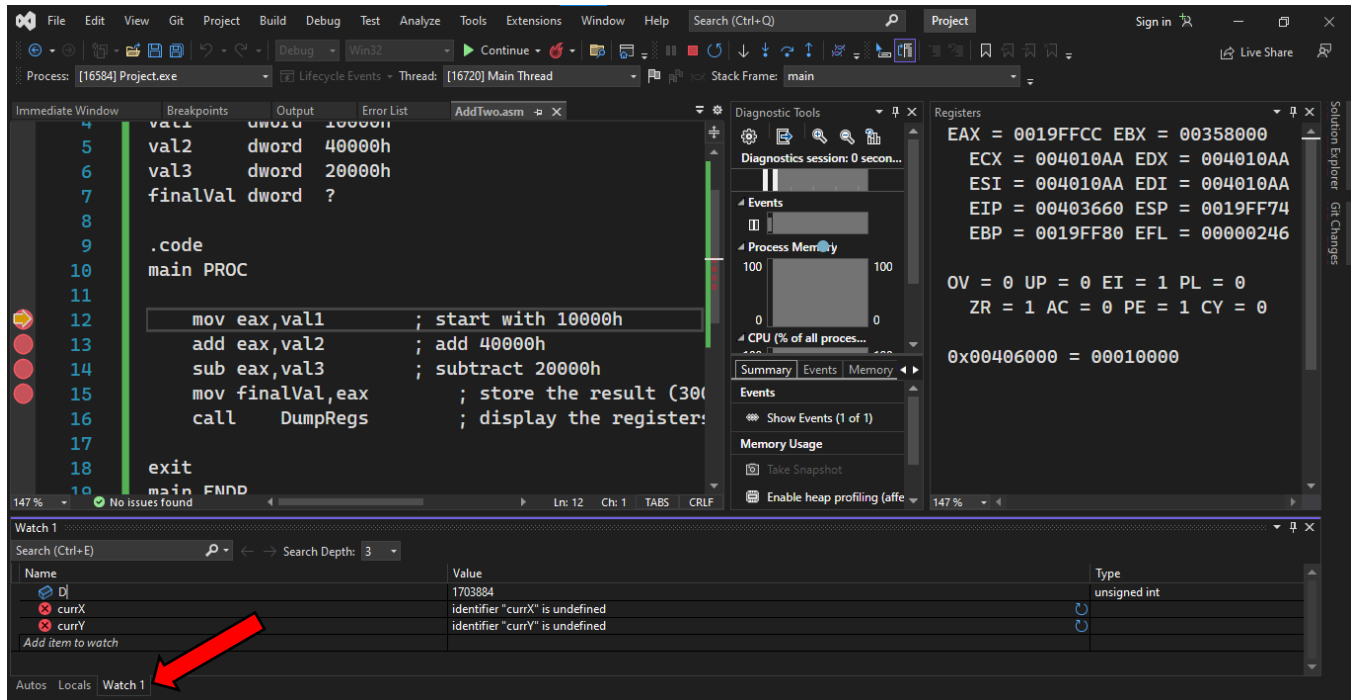 File Edit View Git Project Build Debug Test Analyze Tools Extensions Window Help Search (Ctrl+Q) Project Sign in
Debug Win32 Continue Live Share
Process: [16584] Project.exe Lifecycle Events Thread: [16720] Main Thread Stack Frame: main
Immediate Window Breakpoints Output Error List AddTwo.asm
4 val1 dword 10000h
5 val2 dword 40000h
6 val3 dword 20000h
7 finalVal dword ?
8
9 .code
10 main PROC
11
12 mov eax,val1 ; start with 10000h
13 add eax,val2 ; add 40000h
14 sub eax,val3 ; subtract 20000h
15 mov finalVal,eax ; store the result (300
16 call DumpRegs ; display the registers
17
18 exit
19 main ENDP
147 % No issues found Ln: 12 Ch: 1 TABS CRLF
Diagnostic Tools
Diagnostics session: 0 secon...
Events
Process Memory
100 100
0 0
CPU (% of all proces...
Summary Events Memory
Events
Show Events (1 of 1)
Memory Usage
Take Snapshot
Enable heap profiling (affe
Registers
EAX = 0019FFCC EBX = 00358000
ECX = 004010AA EDX = 004010AA
ESI = 004010AA EDI = 004010AA
EIP = 00403660 ESP = 0019FF74
EBP = 0019FF80 EFL = 00000246
OV = 0 UP = 0 EI = 1 PL = 0
ZR = 1 AC = 0 PE = 1 CY = 0
0x00406000 = 00010000
147 %
Solution Explorer
Git Changes
Watch 1
Search (Ctrl+E) Search Depth: 3
Name Value Type
D 1703884 unsigned int
currX identifier "currX" is undefined
currY identifier "currY" is undefined
Add item to watch
Autos Locals Watch 1